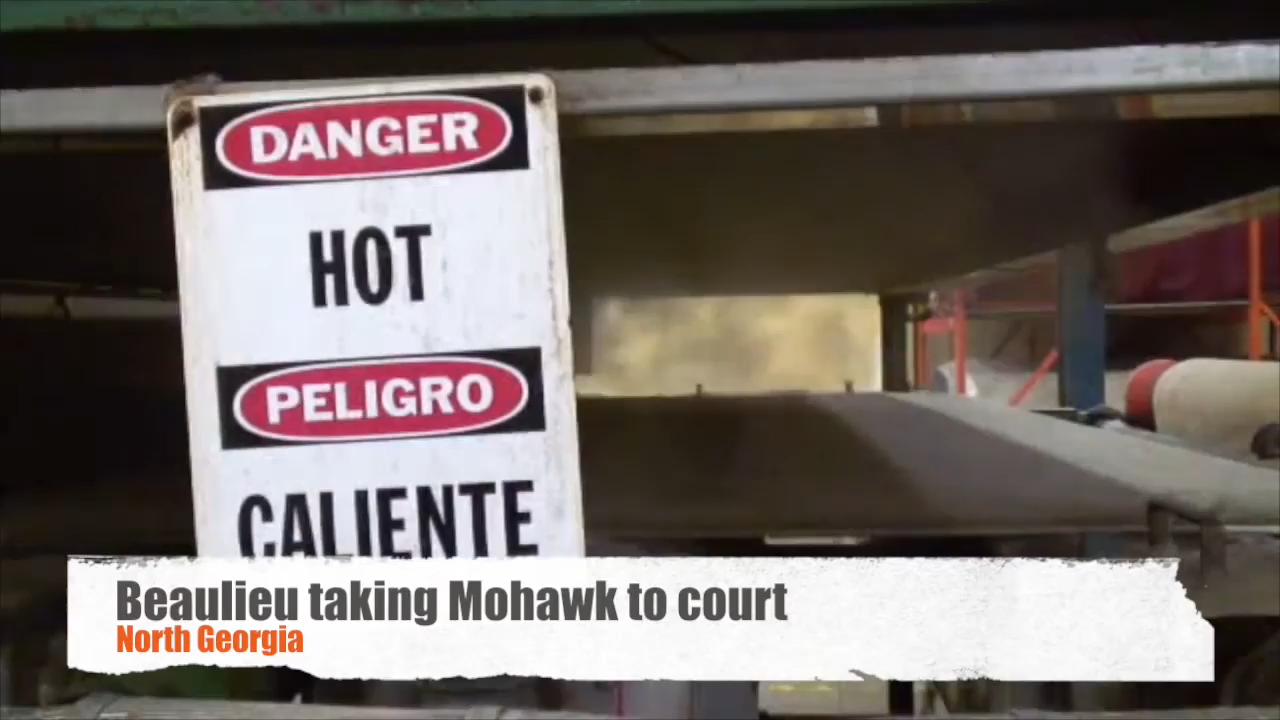 DANGER
HOT
PELIGRO
CALIENTE
Beaulieu taking Mohawk to court
North Georgia